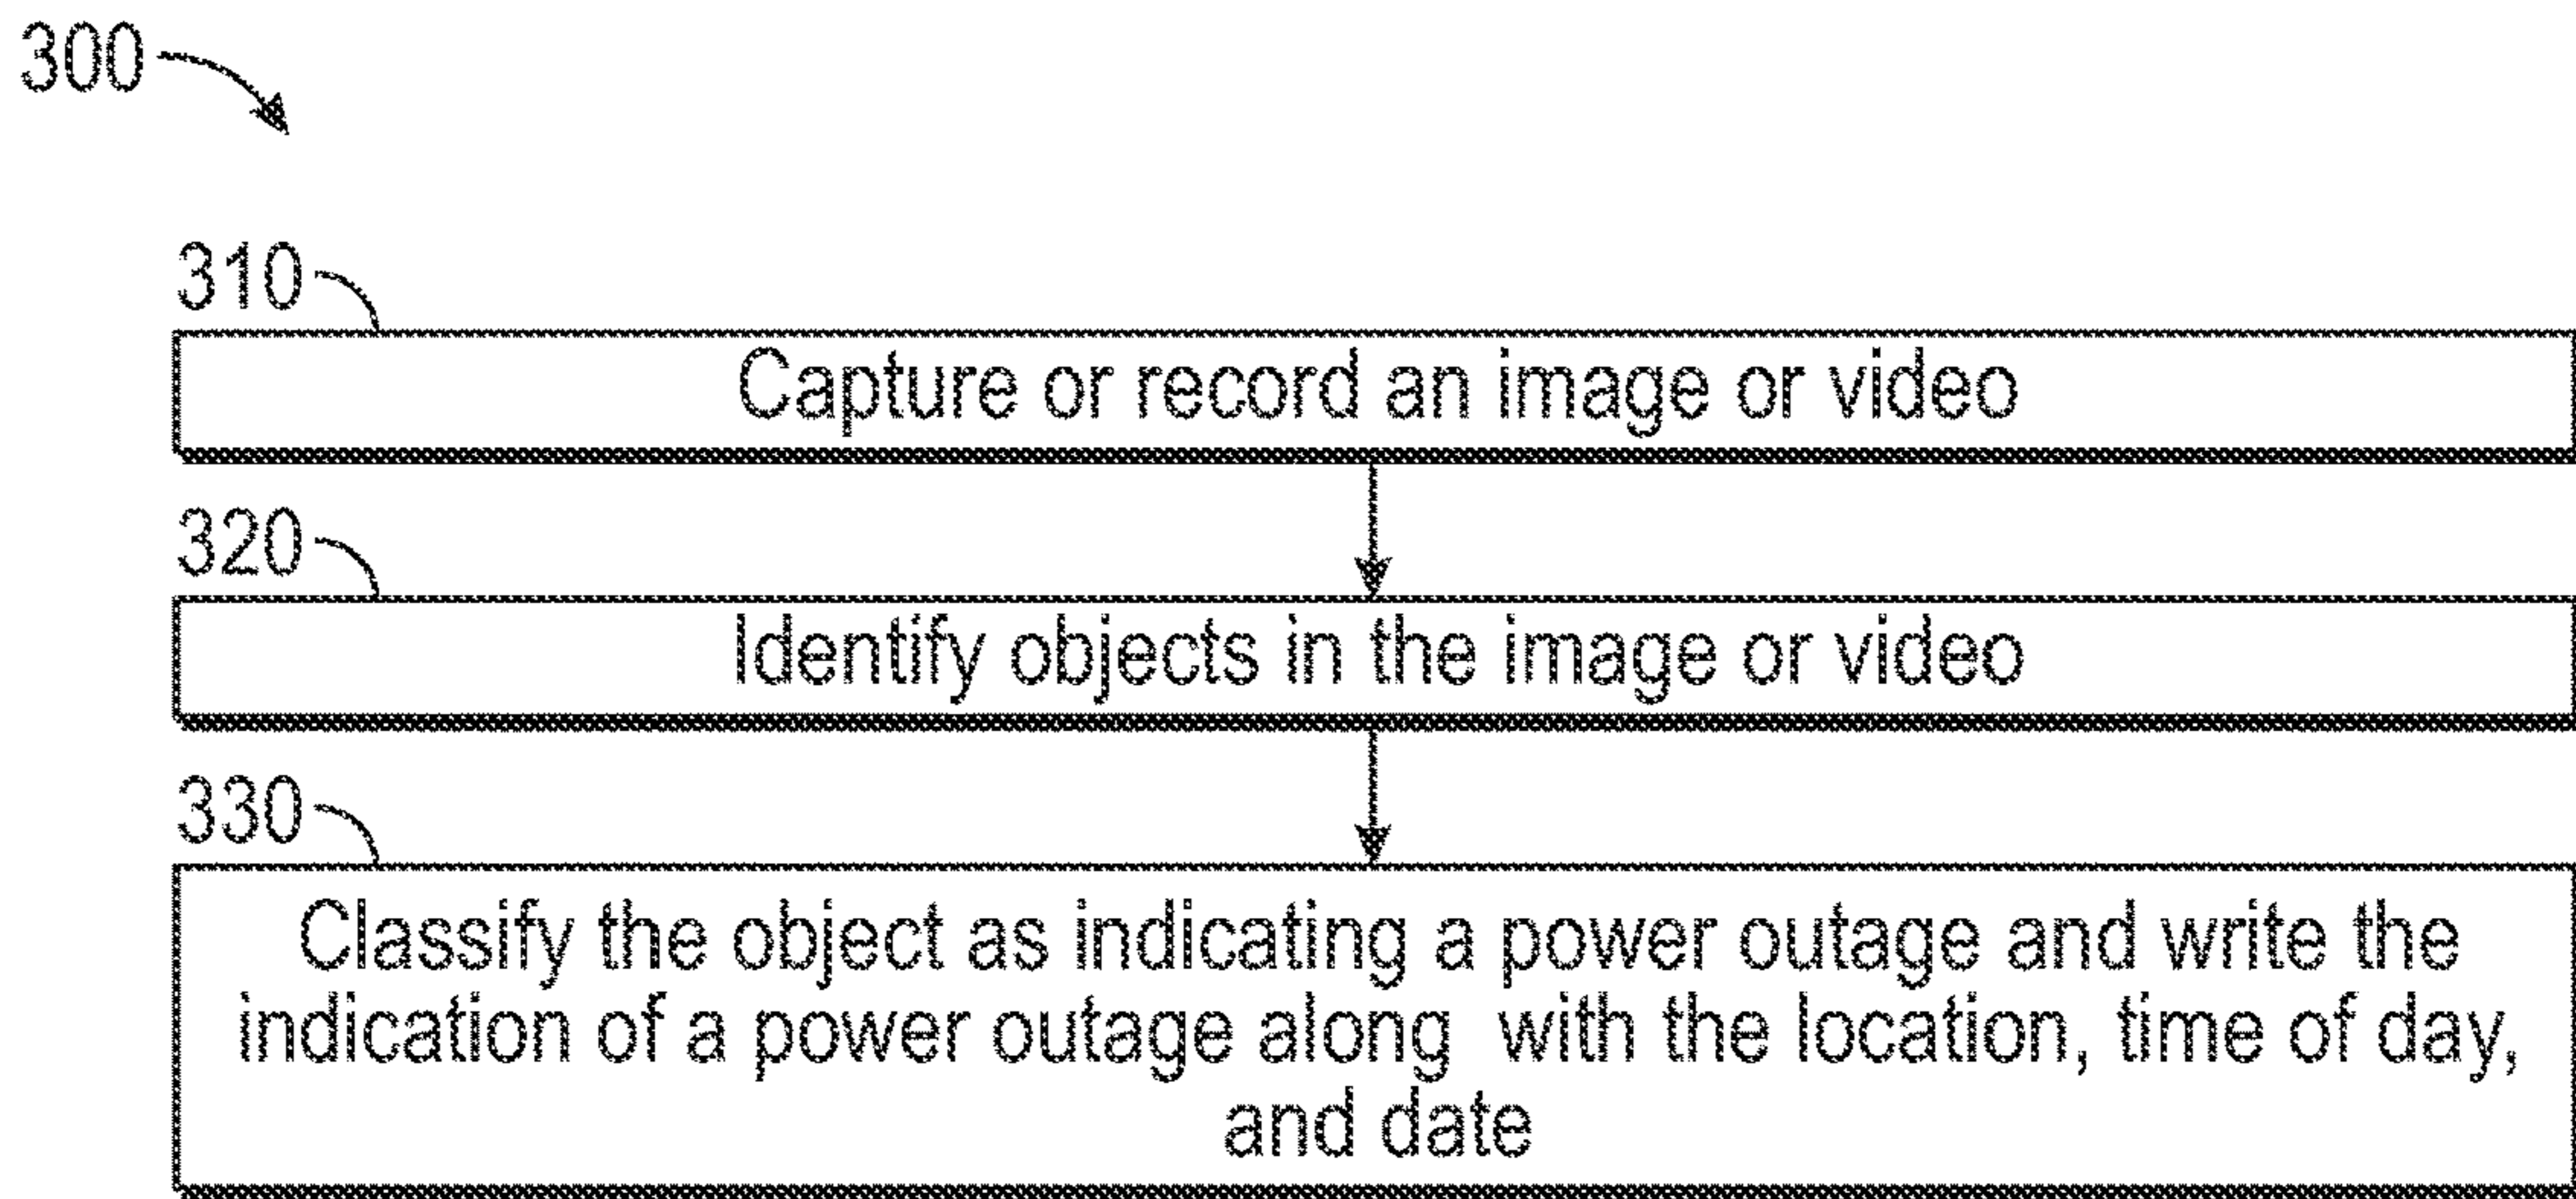 300
310
Capture or record an image or video
320
Identify objects in the image or video
330
Classify the object as indicating a power outage and write the
indication of a power outage along with the location, time of day,
and date